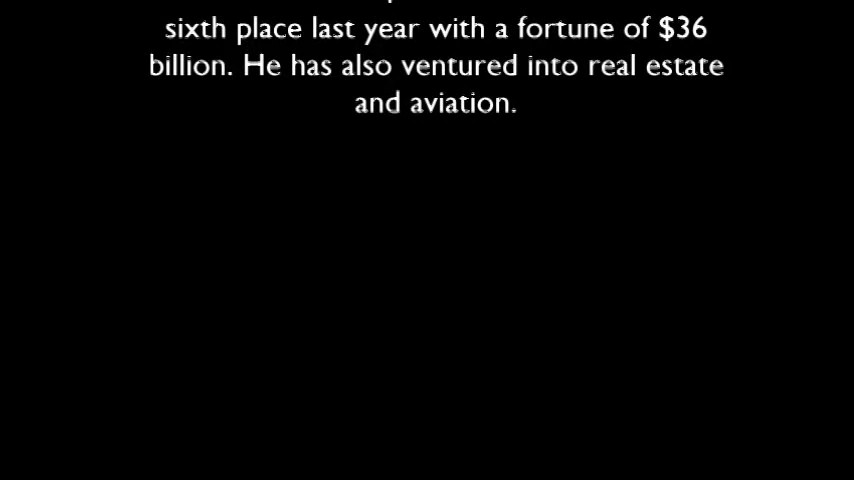 sixth place last year with a fortune of $36
billion. He has also ventured into real estate
and aviation.